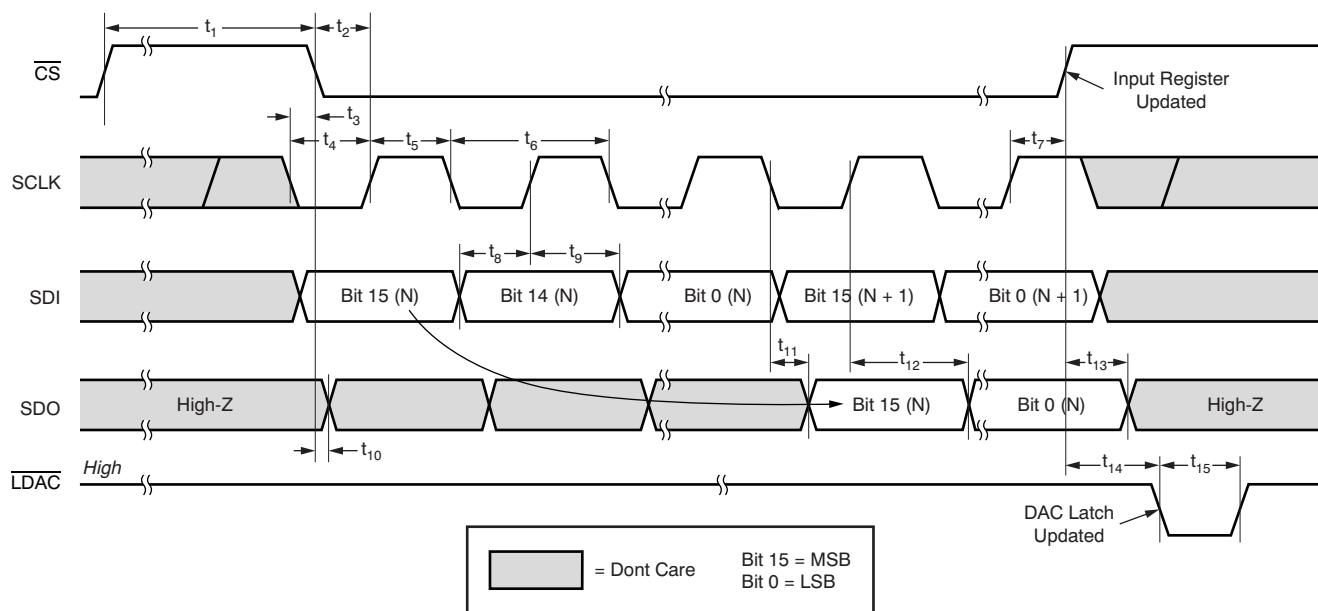 t1 t2
CS
Input Register
Updated
t3
t4 t5 t6 t7
SCLK
t8 t9
SDI Bit 15 (N) Bit 14 (N) Bit 0 (N) Bit 15 (N + 1) Bit 0 (N + 1)
t11 t12 t13
SDO High-Z Bit 15 (N) Bit 0 (N) High-Z
t10
LDAC High
t14 t15
DAC Latch
Updated
= Dont Care
Bit 15 = MSB
Bit 0 = LSB